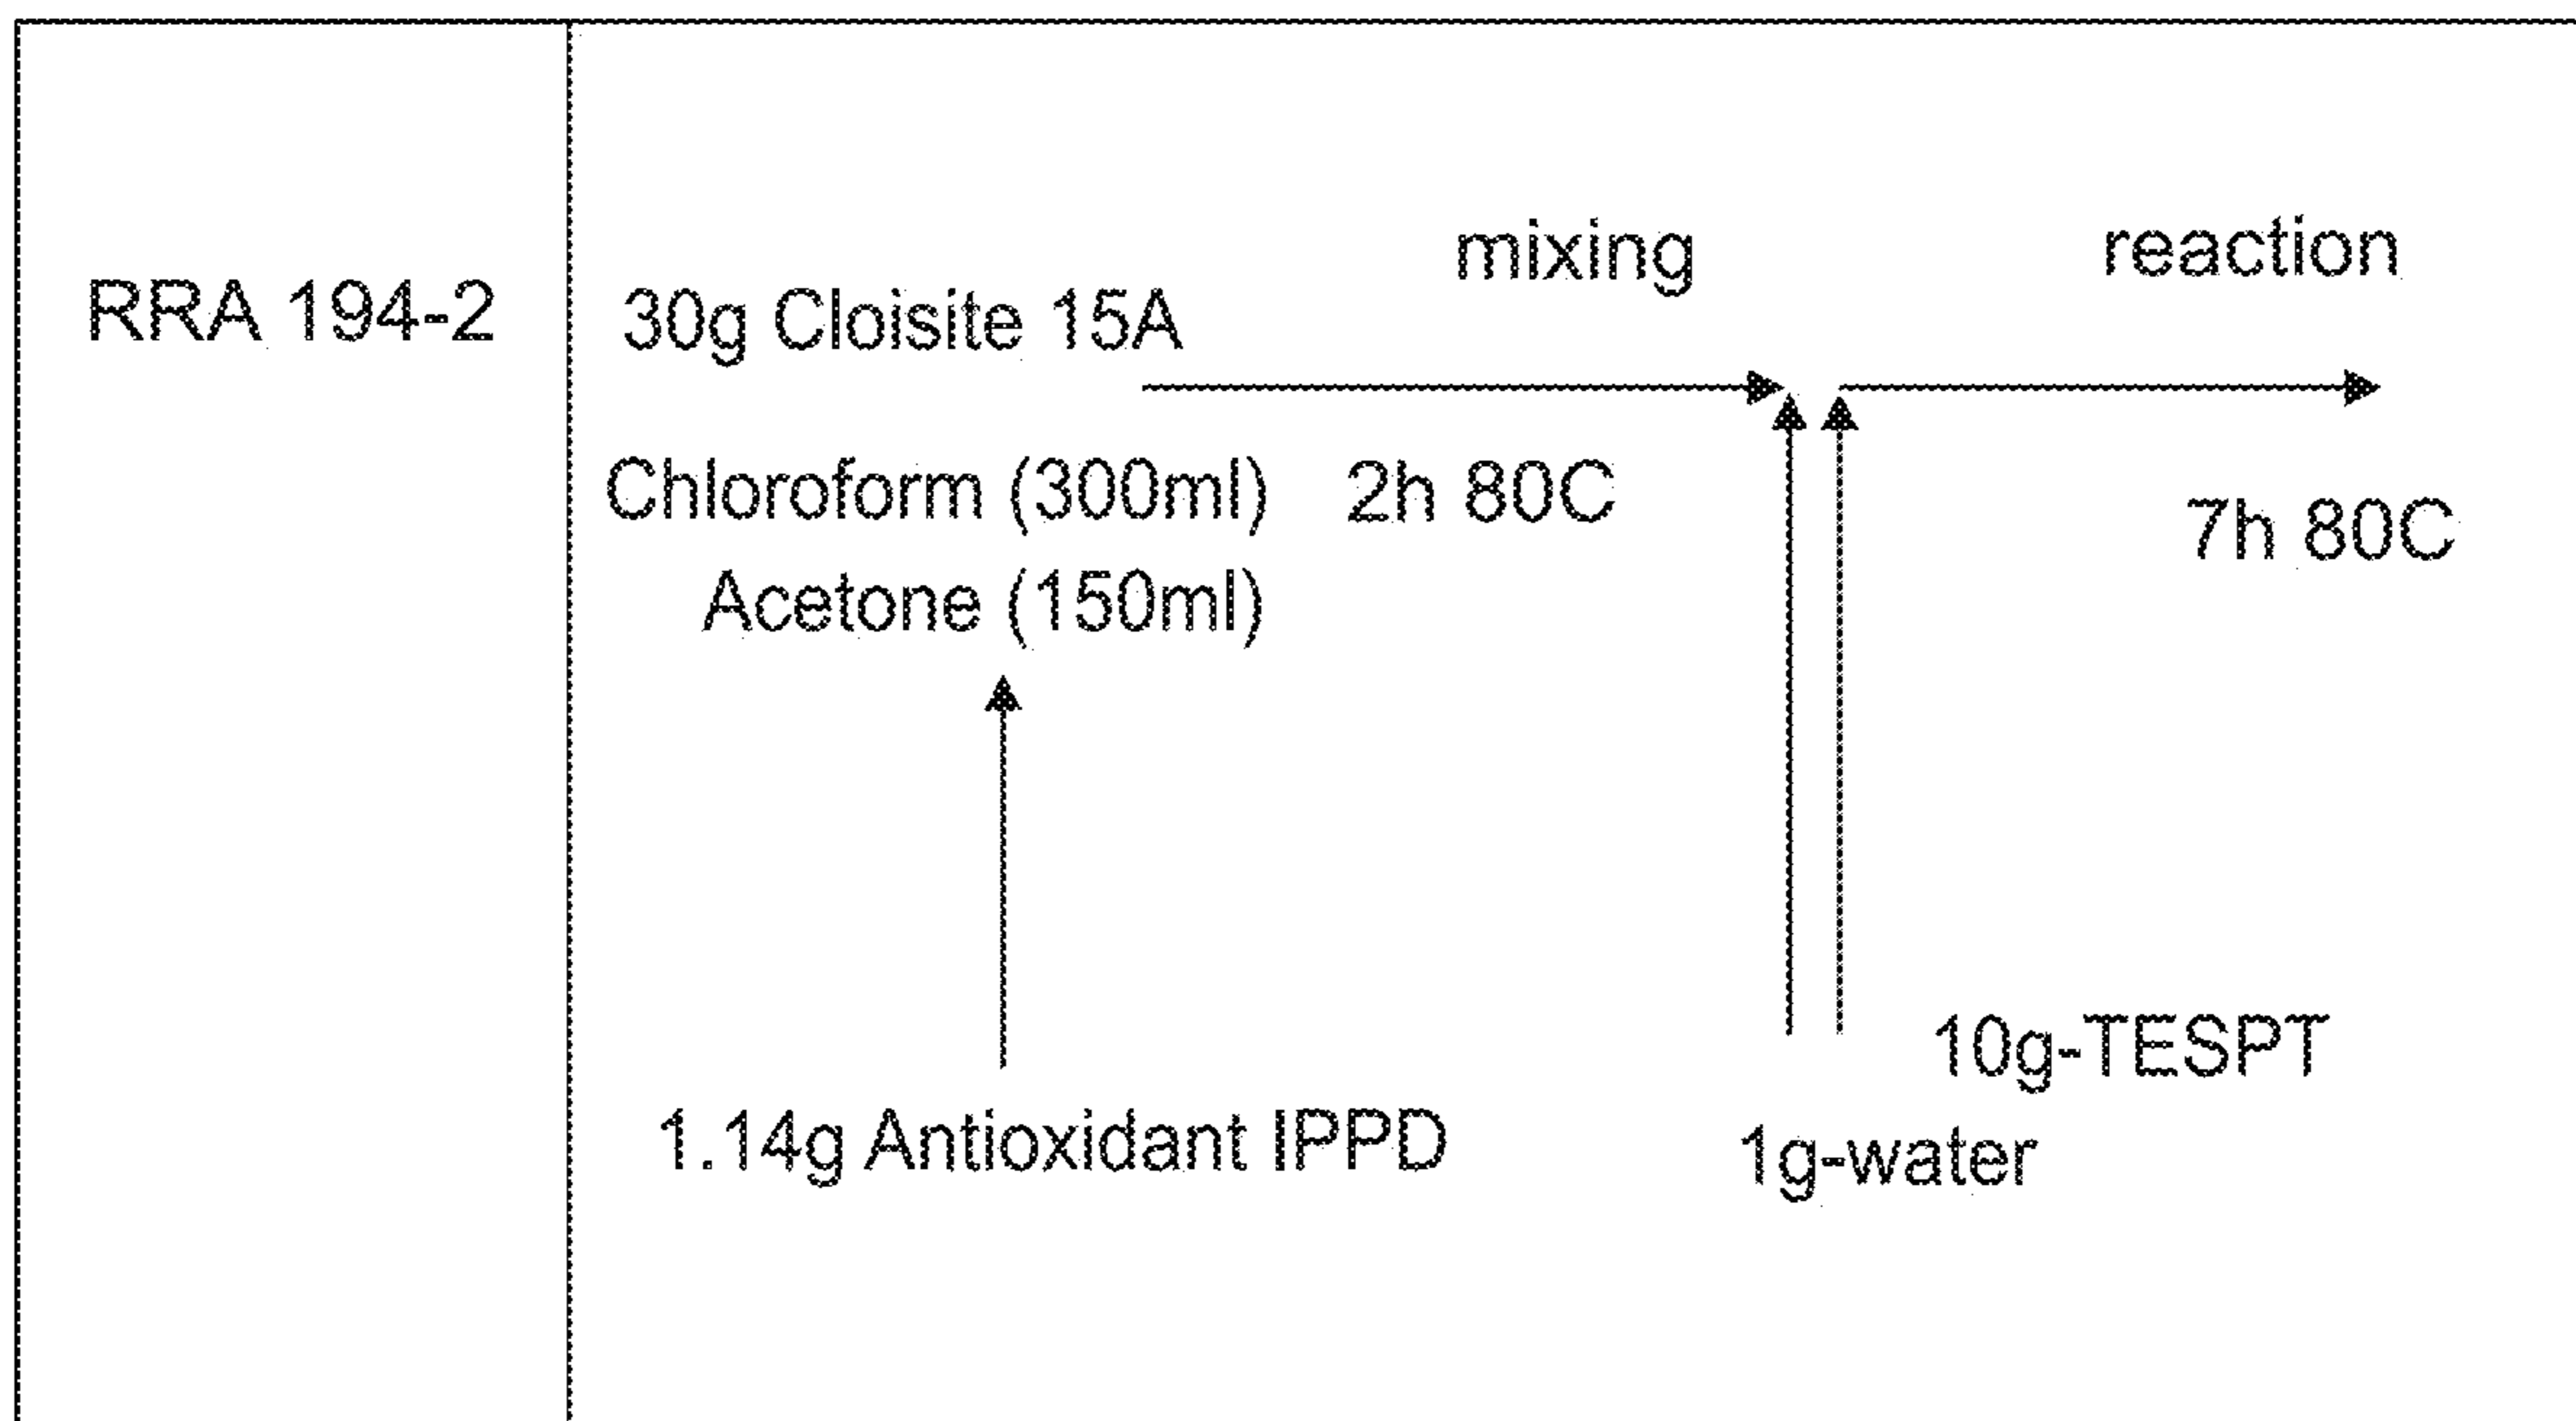 RRA 194-2
30g Cloisite 15A
mixing
reaction
Chloroform (300ml)
2h 80C
7h 80C
Acetone (150ml)
10g-TESPT
1.14g Antioxidant IPPD
1g-water